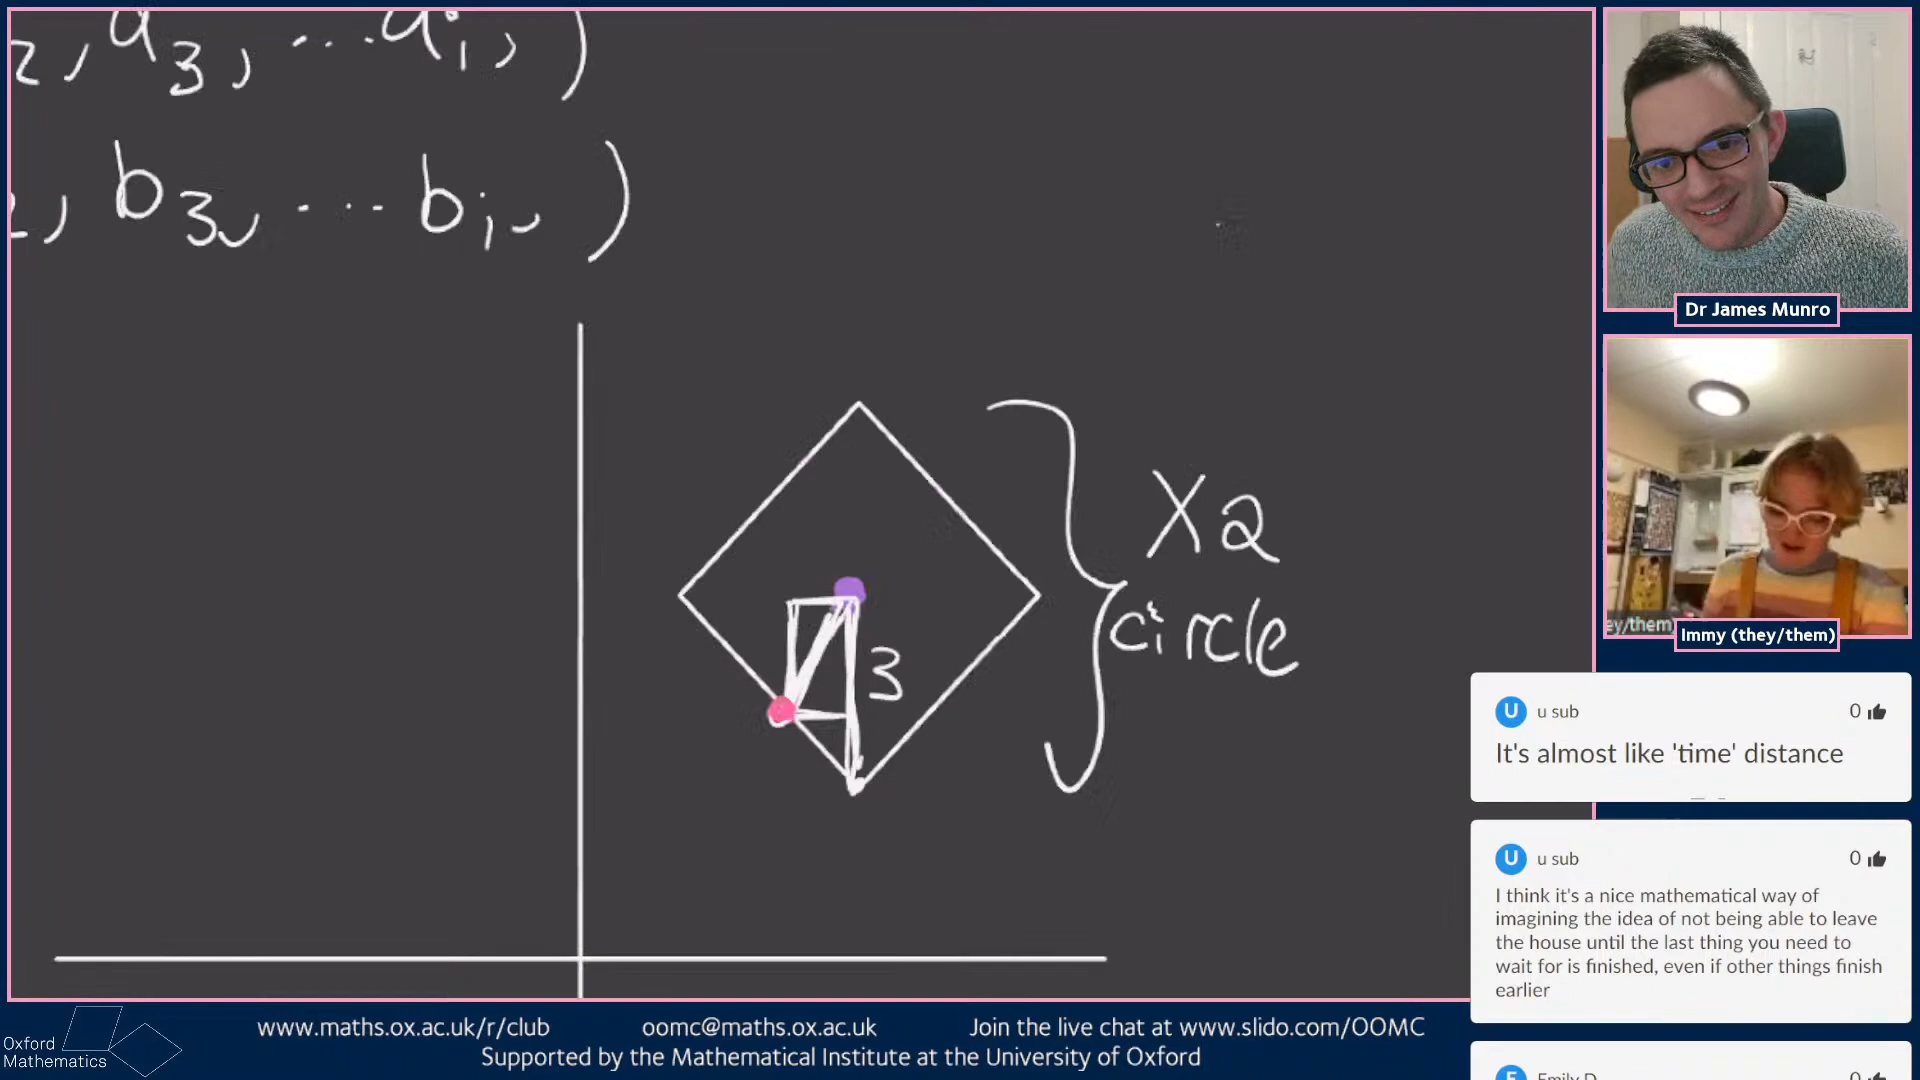 2, a3, ...ai, )
, b3, ... bi, )
3
X2
circle
Dr James Munro
ey/them)
Immy (they/them)
U u sub 0
It's almost like 'time' distance
U u sub 0
I think it's a nice mathematical way of
imagining the idea of not being able to leave
the house until the last thing you need to
wait for is finished, even if other things finish
earlier
Emily D 0
Oxford
Mathematics
www.maths.ox.ac.uk/r/club oomc@maths.ox.ac.uk Join the live chat at www.slido.com/OOMC
Supported by the Mathematical Institute at the University of Oxford